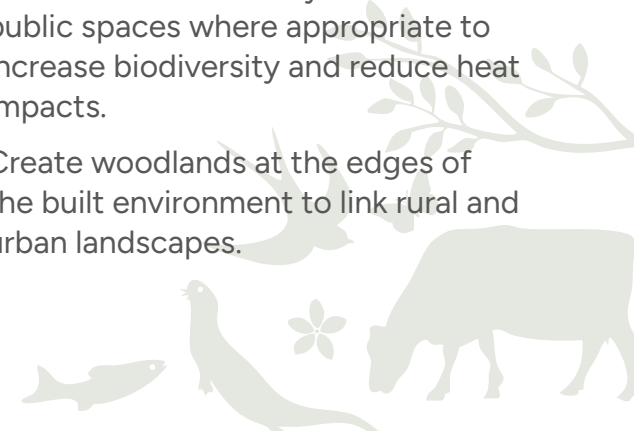 public spaces where appropriate to
increase biodiversity and reduce heat
impacts.
Create woodlands at the edges of
the built environment to link rural and
urban landscapes.